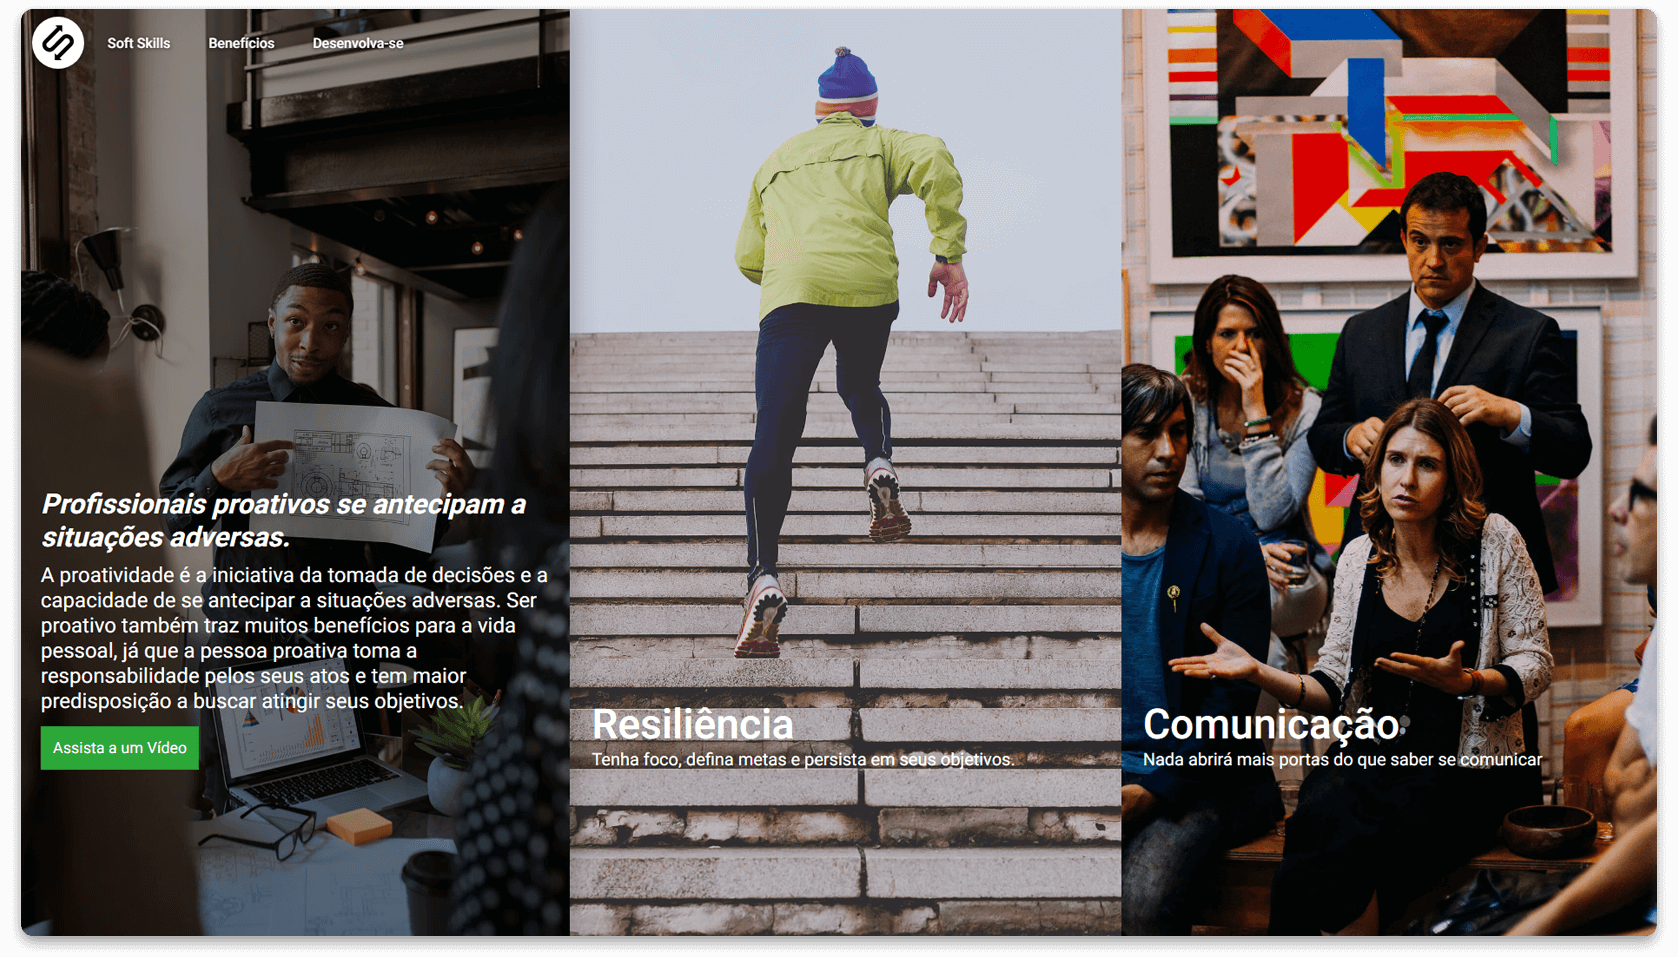 Soft Skills
Benefícios
Desenvolva-se
Profissionais proativos se antecipam a
situações adversas.
A proatividade é a iniciativa da tomada de decisões e a
capacidade de se antecipar a situações adversas. Ser
proativo também traz muitos benefícios para a vida
pessoal, já que a pessoa proativa toma a
responsabilidade pelos seus atos e tem maior
predisposição a buscar atingir seus objetivos.
Assista a um Vídeo
Resiliência
Tenha foco, defina metas e persista em seus objetivos.
Comunicação
Nada abrirá mais portas do que saber se comunicar